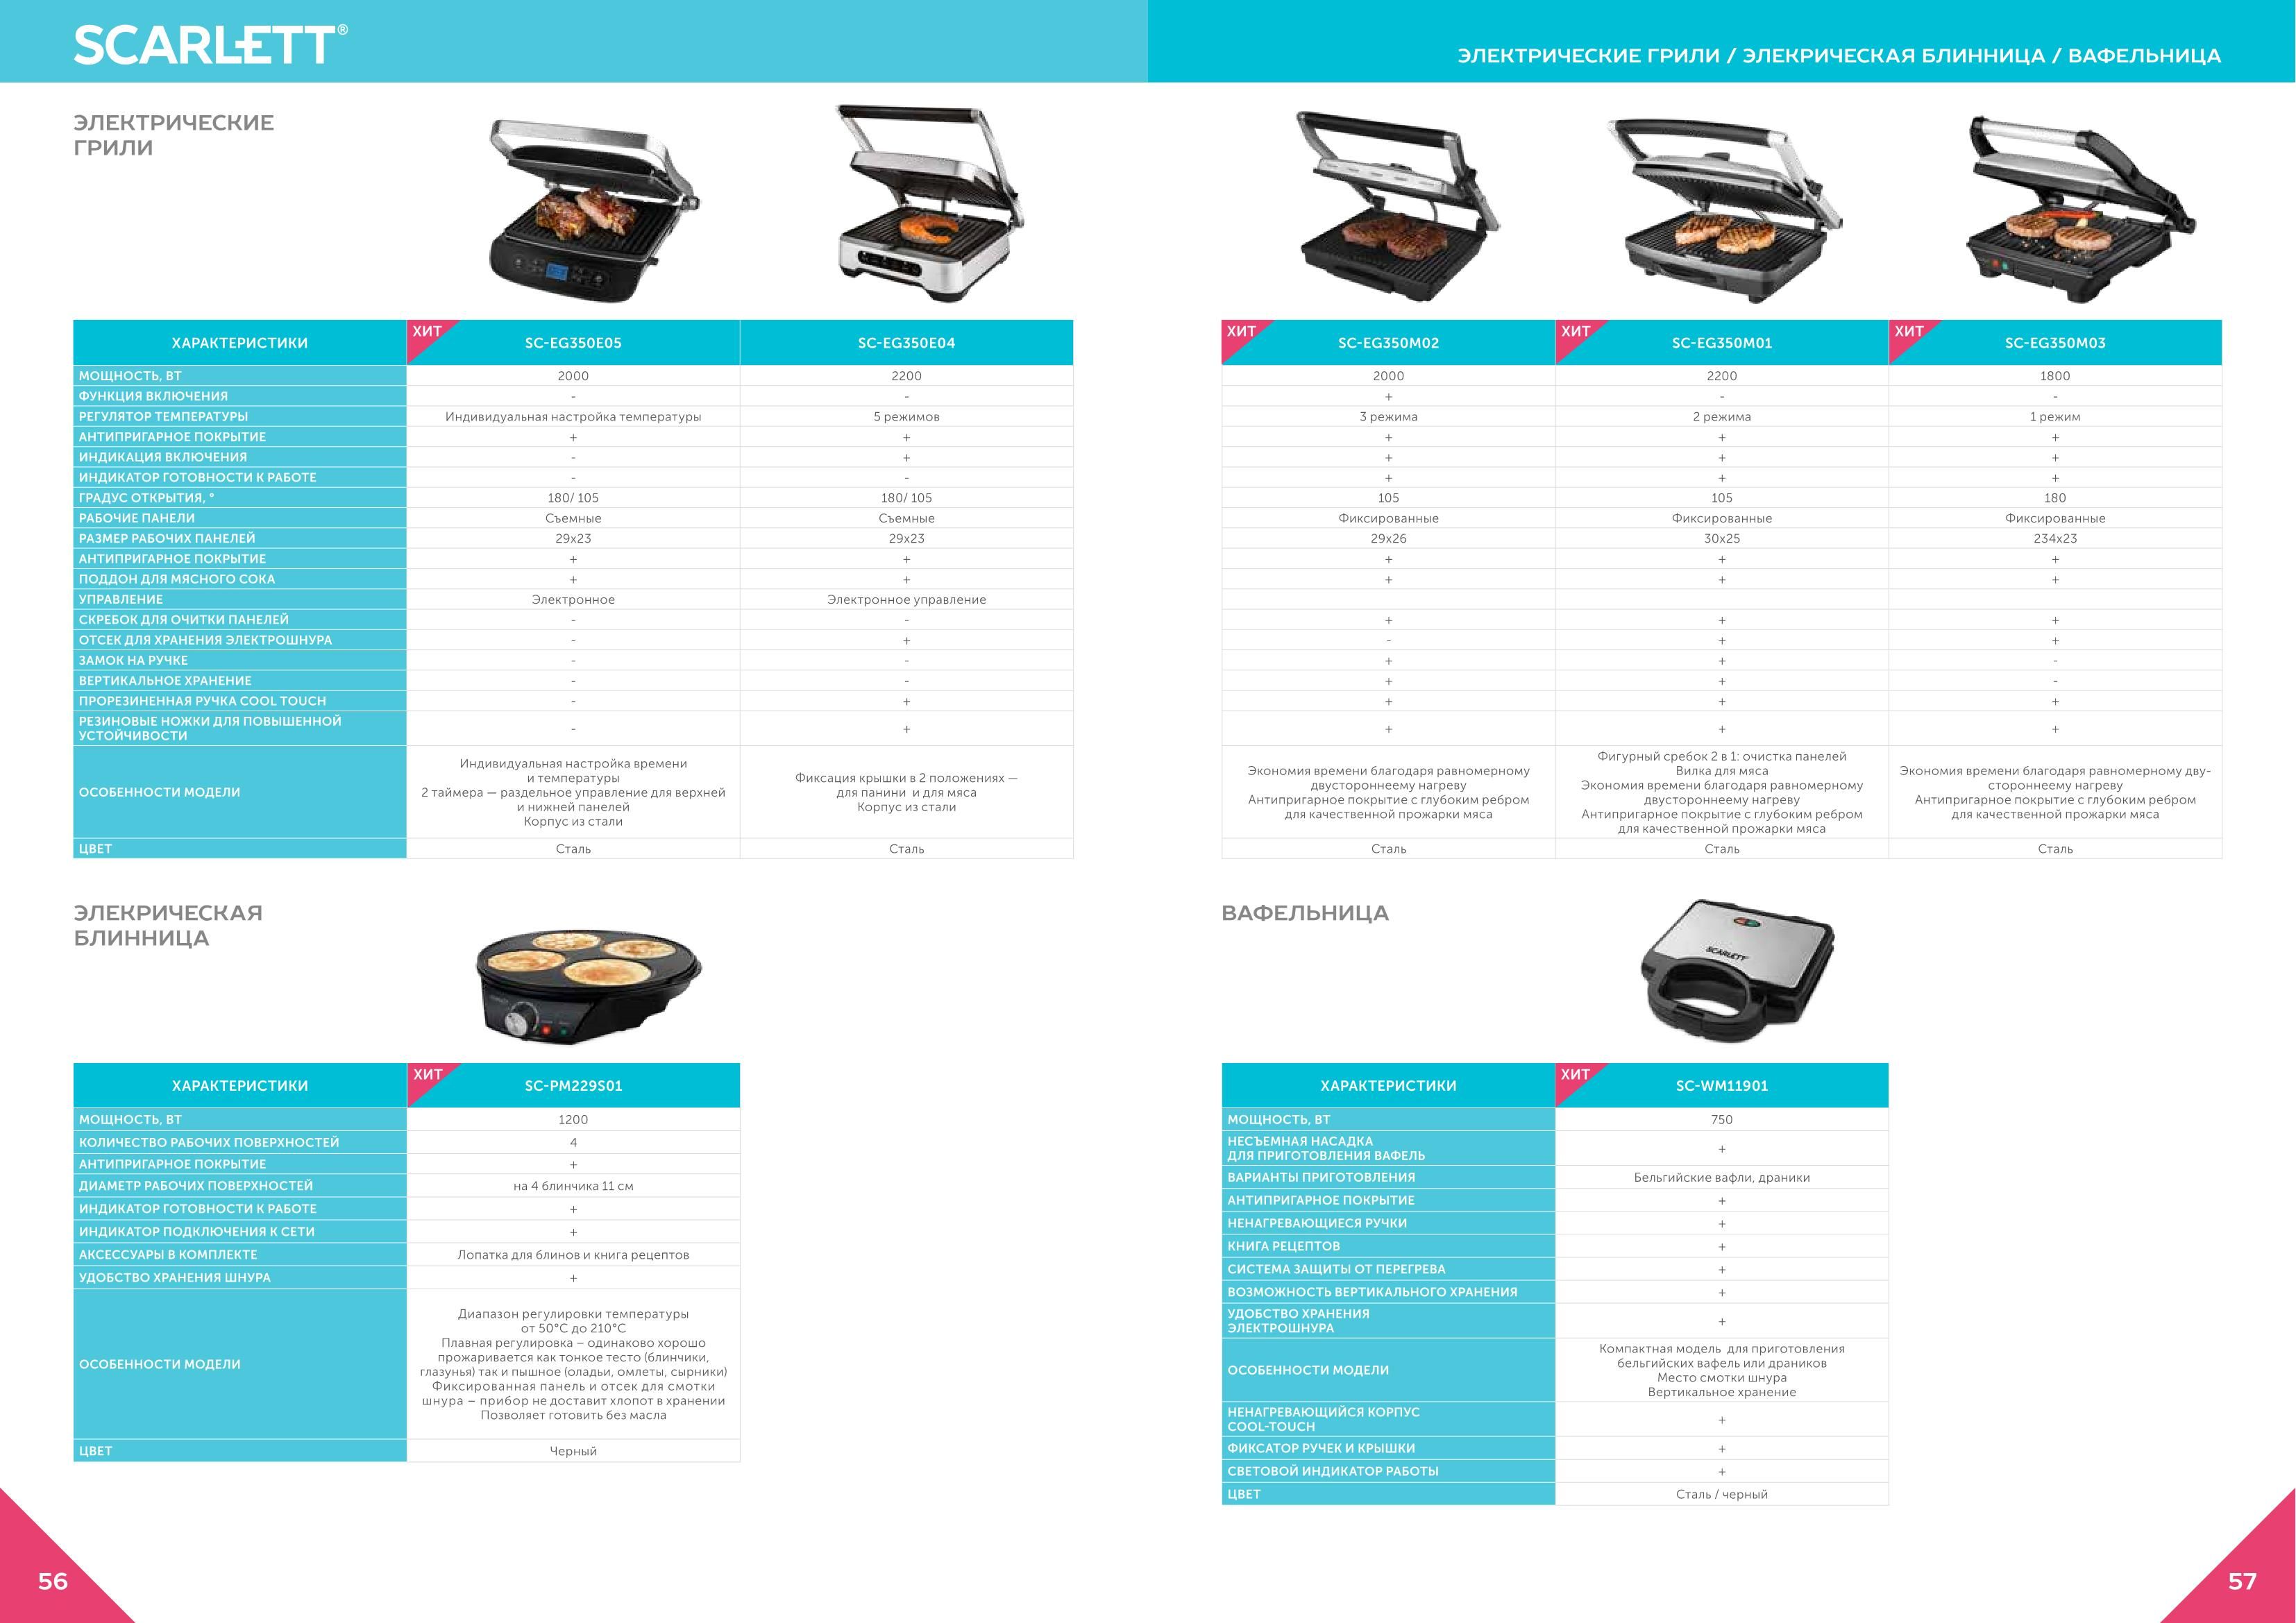 SCARLETT®
ЭЛЕКТРИЧЕСКИЕ ГРИЛИ / ЭЛЕКРИЧЕСКАЯ БЛИННИЦА / ВАФЕЛЬНИЦА
ЭЛЕКТРИЧЕСКИЕ
ГРИЛИ
ХАРАКТЕРИСТИКИ ХИТ SC-EG350E05 SC-EG350E04 ХИТ SC-EG350M02 ХИТ SC-EG350M01 ХИТ SC-EG350M03
МОЩНОСТЬ, ВТ 2000 2200 2000 2200 1800
ФУНКЦИЯ ВКЛЮЧЕНИЯ - - + - -
РЕГУЛЯТОР ТЕМПЕРАТУРЫ Индивидуальная настройка температуры 5 режимов 3 режима 2 режима 1 режим
АНТИПРИГАРНОЕ ПОКРЫТИЕ + + + + +
ИНДИКАЦИЯ ВКЛЮЧЕНИЯ - + + + +
ИНДИКАТОР ГОТОВНОСТИ К РАБОТЕ - - + + +
ГРАДУС ОТКРЫТИЯ, ° 180/ 105 180/ 105 105 105 180
РАБОЧИЕ ПАНЕЛИ Съемные Съемные Фиксированные Фиксированные Фиксированные
РАЗМЕР РАБОЧИХ ПАНЕЛЕЙ 29х23 29х23 29х26 30х25 234х23
АНТИПРИГАРНОЕ ПОКРЫТИЕ + + + + +
ПОДДОН ДЛЯ МЯСНОГО СОКА + + + + +
УПРАВЛЕНИЕ Электронное Электронное управление
СКРЕБОК ДЛЯ ОЧИТКИ ПАНЕЛЕЙ - - + + +
ОТСЕК ДЛЯ ХРАНЕНИЯ ЭЛЕКТРОШНУРА - + - + +
ЗАМОК НА РУЧКЕ - - + + -
ВЕРТИКАЛЬНОЕ ХРАНЕНИЕ - - + + -
ПРОРЕЗИНЕННАЯ РУЧКА COOL TOUCH - + + + +
РЕЗИНОВЫЕ НОЖКИ ДЛЯ ПОВЫШЕННОЙ
УСТОЙЧИВОСТИ - + + + +
ОСОБЕННОСТИ МОДЕЛИ
Индивидуальная настройка времени
и температуры
2 таймера — раздельное управление для верхней
и нижней панелей
Корпус из стали
Фиксация крышки в 2 положениях —
для панини и для мяса
Корпус из стали
Экономия времени благодаря равномерному
двустороннеему нагреву
Антипригарное покрытие с глубоким ребром
для качественной прожарки мяса
Фигурный сребок 2 в 1: очистка панелей
Вилка для мяса
Экономия времени благодаря равномерному
двустороннеему нагреву
Антипригарное покрытие с глубоким ребром
для качественной прожарки мяса
Экономия времени благодаря равномерному дву-
стороннеему нагреву
Антипригарное покрытие с глубоким ребром
для качественной прожарки мяса
ЦВЕТ Сталь Сталь Сталь Сталь Сталь
ЭЛЕКРИЧЕСКАЯ
БЛИННИЦА
ХАРАКТЕРИСТИКИ ХИТ SC-PM229S01
МОЩНОСТЬ, ВТ 1200
КОЛИЧЕСТВО РАБОЧИХ ПОВЕРХНОСТЕЙ 4
АНТИПРИГАРНОЕ ПОКРЫТИЕ +
ДИАМЕТР РАБОЧИХ ПОВЕРХНОСТЕЙ на 4 блинчика 11 см
ИНДИКАТОР ГОТОВНОСТИ К РАБОТЕ +
ИНДИКАТОР ПОДКЛЮЧЕНИЯ К СЕТИ +
АКСЕССУАРЫ В КОМПЛЕКТЕ Лопатка для блинов и книга рецептов
УДОБСТВО ХРАНЕНИЯ ШНУРА +
ОСОБЕННОСТИ МОДЕЛИ
Диапазон регулировки температуры
от 50°С до 210°С
Плавная регулировка – одинаково хорошо
прожаривается как тонкое тесто (блинчики,
глазунья) так и пышное (оладьи, омлеты, сырники)
Фиксированная панель и отсек для смотки
шнура – прибор не доставит хлопот в хранении
Позволяет готовить без масла
ЦВЕТ Черный
ВАФЕЛЬНИЦА
SCARLETT
ХАРАКТЕРИСТИКИ ХИТ SC-WM11901
МОЩНОСТЬ, ВТ 750
НЕСЪЕМНАЯ НАСАДКА
ДЛЯ ПРИГОТОВЛЕНИЯ ВАФЕЛЬ +
ВАРИАНТЫ ПРИГОТОВЛЕНИЯ Бельгийские вафли, драники
АНТИПРИГАРНОЕ ПОКРЫТИЕ +
НЕНАГРЕВАЮЩИЕСЯ РУЧКИ +
КНИГА РЕЦЕПТОВ +
СИСТЕМА ЗАЩИТЫ ОТ ПЕРЕГРЕВА +
ВОЗМОЖНОСТЬ ВЕРТИКАЛЬНОГО ХРАНЕНИЯ +
УДОБСТВО ХРАНЕНИЯ
ЭЛЕКТРОШНУРА +
ОСОБЕННОСТИ МОДЕЛИ
Компактная модель для приготовления
бельгийских вафель или драников
Место смотки шнура
Вертикальное хранение
НЕНАГРЕВАЮЩИЙСЯ КОРПУС
COOL-TOUCH +
ФИКСАТОР РУЧЕК И КРЫШКИ +
СВЕТОВОЙ ИНДИКАТОР РАБОТЫ +
ЦВЕТ Сталь / черный
56
57